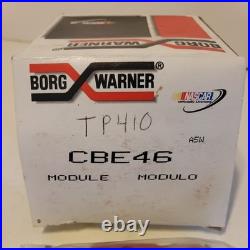 BORG WARNER
NASCAR
TP410
ASW
CBE46
MODULE MODULO